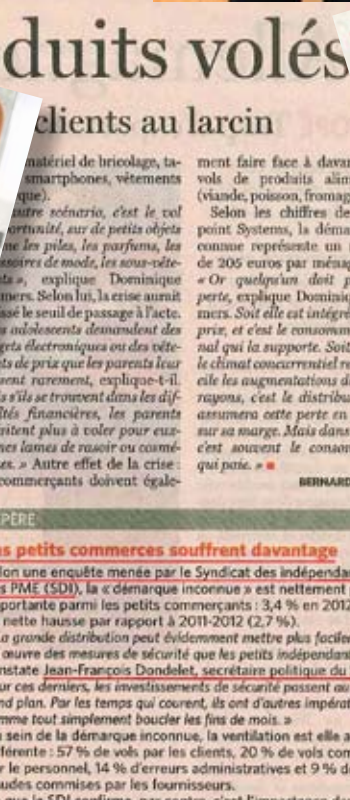 duits volés
clients au larcin
matériel de bricolage, ta-
smartphones, vêtements
que).
autre scénario, c'est le vol
ortunité, sur de petits objets
me les piles, les parfums, les
ssoires de mode, les sous-vête-
ts », explique Dominique
mers. Selon lui, la crise aurait
ssé le seuil de passage à l'acte.
s adolescents demandent des
gets électroniques ou des vête-
ts de prix que les parents leur
sent rarement, explique-t-il.
s s'ils se trouvent dans les dif-
ltés financières, les parents
sitent plus à voler pour eux-
nes lames de rasoir ou cosmé-
es. » Autre effet de la crise :
commerçants doivent égale-
ment faire face à davan
vols de produits alim
(viande, poisson, fromag
Selon les chiffres de
point Systems, la déma
connue représente un
de 205 euros par ménag
« Or quelqu'un doit p
perte, explique Dominiq
mers. Soit elle est intégré
prix, et c'est le consomm
nal qui la supporte. Soit
le climat concurrentiel re
cile les augmentations d
rayons, c'est le distribu
assumera cette perte en
sur sa marge. Mais dans
c'est souvent le conson
qui paie. »
BERNARD
PÈRE
s petits commerces souffrent davantage
lon une enquête menée par le Syndicat des indépendan
s PME (SDI), la « démarque inconnue » est nettement
portante parmi les petits commerçants : 3,4 % en 2012
nette hausse par rapport à 2011-2012 (2,7 %).
a grande distribution peut évidemment mettre plus facile
œuvre des mesures de sécurité que les petits indépendan
nstate Jean-François Dondelet, secrétaire politique du
ur ces derniers, les investissements de sécurité passent au
nd plan. Par les temps qui courent, ils ont d'autres impérat
mme tout simplement boucler les fins de mois. »
sein de la démarque inconnue, la ventilation est elle a
férente : 57 % de vols par les clients, 20 % de vols com
r le personnel, 14 % d'erreurs administratives et 9 % d
udes commises par les fournisseurs.